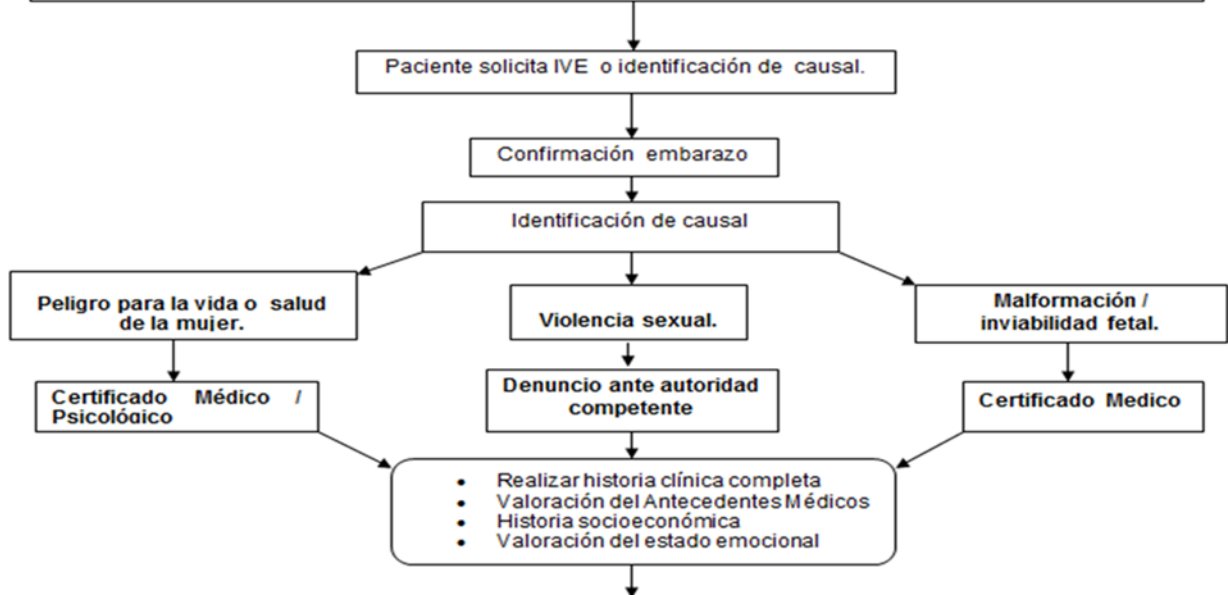 Paciente solicita IVE o identificación de causal.
Confirmación embarazo
Identificación de causal
Peligro para la vida o salud
de la mujer.
Violencia sexual.
Malformación /
inviabilidad fetal.
Certificado Médico /
Psicológico
Denuncio ante autoridad
competente
Certificado Medico
• Realizar historia clínica completa
• Valoración del Antecedentes Médicos
• Historia socioeconómica
• Valoración del estado emocional